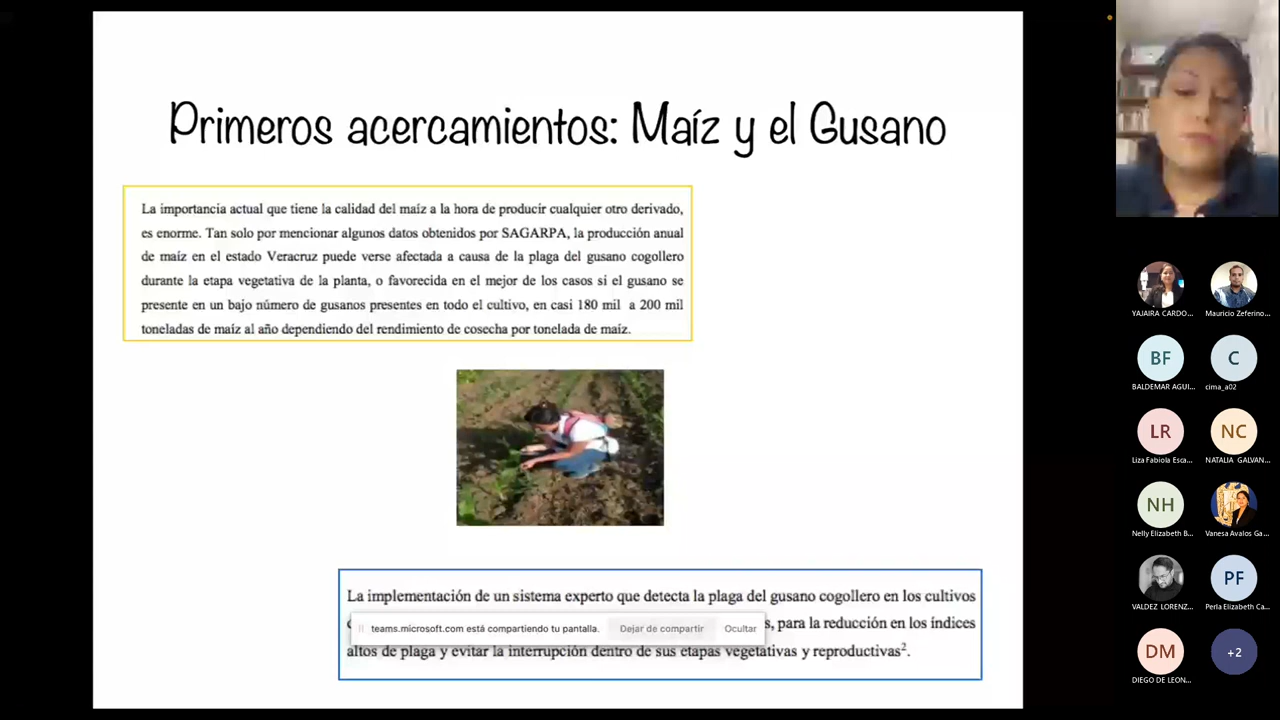 Primeros acercamientos: Maíz y el Gusano
La importancia actual que tiene la calidad del maíz a la hora de producir cualquier otro derivado,
es enorme. Tan solo por mencionar algunos datos obtenidos por SAGARPA, la producción anual
de maíz en el estado Veracruz puede verse afectada a causa de la plaga del gusano cogollero
durante la etapa vegetativa de la planta, o favorecida en el mejor de los casos si el gusano se
presente en un bajo número de gusanos presentes en todo el cultivo, en casi 180 mil a 200 mil
toneladas de maíz al año dependiendo del rendimiento de cosecha por tonelada de maíz.
La implementación de un sistema experto que detecta la plaga del gusano cogollero en los cultivos
s, para la reducción en los índices
teams.microsoft.com está compartiendo tu pantalla. Dejar de compartir Ocultar
altos de plaga y evitar la interrupción dentro de sus etapas vegetativas y reproductivas².
YAJAIRA CARDO... Mauricio Zeferino...
BF C
BALDEMAR AGUI... cima_a02
LR NC
Liza Fabiola Esca... NATALIA GALVAN...
NH
Nelly Elizabeth B... Vanesa Avalos Ga...
PF
VALDEZ LORENZ... Perla Elizabeth Ca...
DM +2
DIEGO DE LEON...